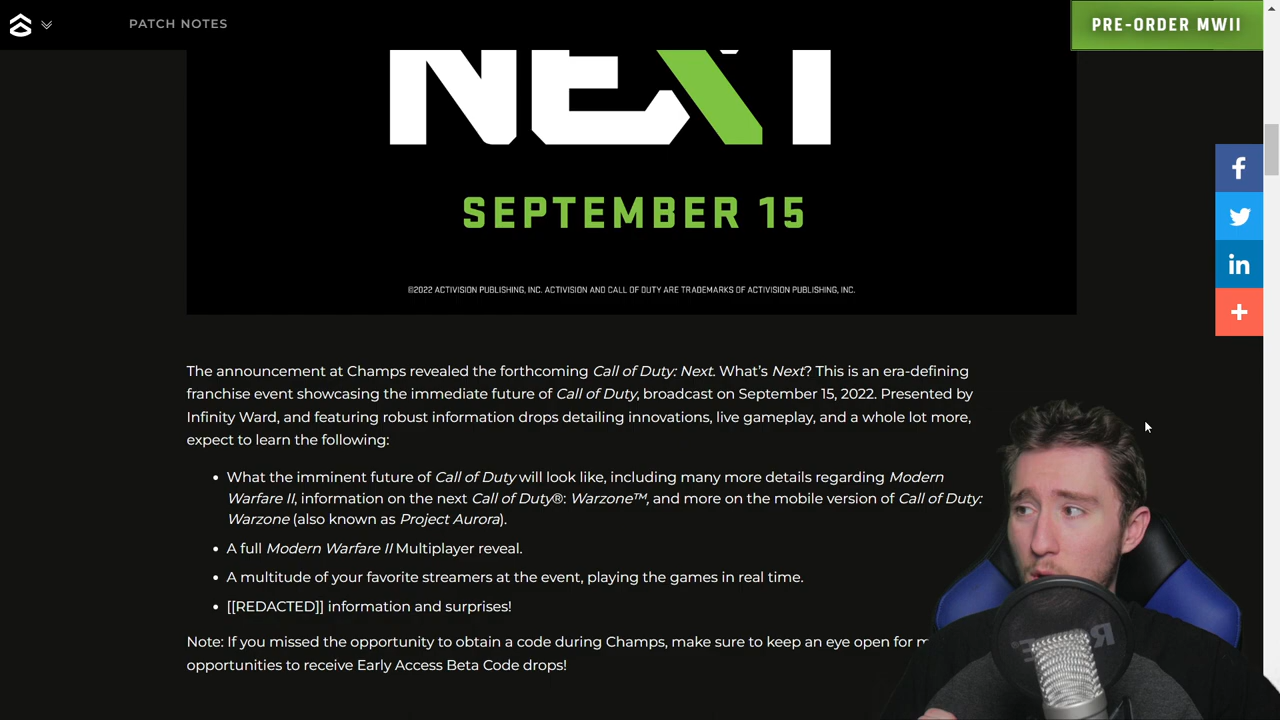 PATCH NOTES
PRE-ORDER MWII
NEXT
SEPTEMBER 15
©2022 ACTIVISION PUBLISHING, INC. ACTIVISION AND CALL OF DUTY ARE TRADEMARKS OF ACTIVISION PUBLISHING, INC.
The announcement at Champs revealed the forthcoming Call of Duty: Next. What's Next? This is an era-defining
franchise event showcasing the immediate future of Call of Duty, broadcast on September 15, 2022. Presented by
Infinity Ward, and featuring robust information drops detailing innovations, live gameplay, and a whole lot more,
expect to learn the following:
• What the imminent future of Call of Duty will look like, including many more details regarding Modern
Warfare II, information on the next Call of Duty®: Warzone™, and more on the mobile version of Call of Duty:
Warzone (also known as Project Aurora).
• A full Modern Warfare II Multiplayer reveal.
• A multitude of your favorite streamers at the event, playing the games in real time.
• [[REDACTED]] information and surprises!
Note: If you missed the opportunity to obtain a code during Champs, make sure to keep an eye open for
opportunities to receive Early Access Beta Code drops!